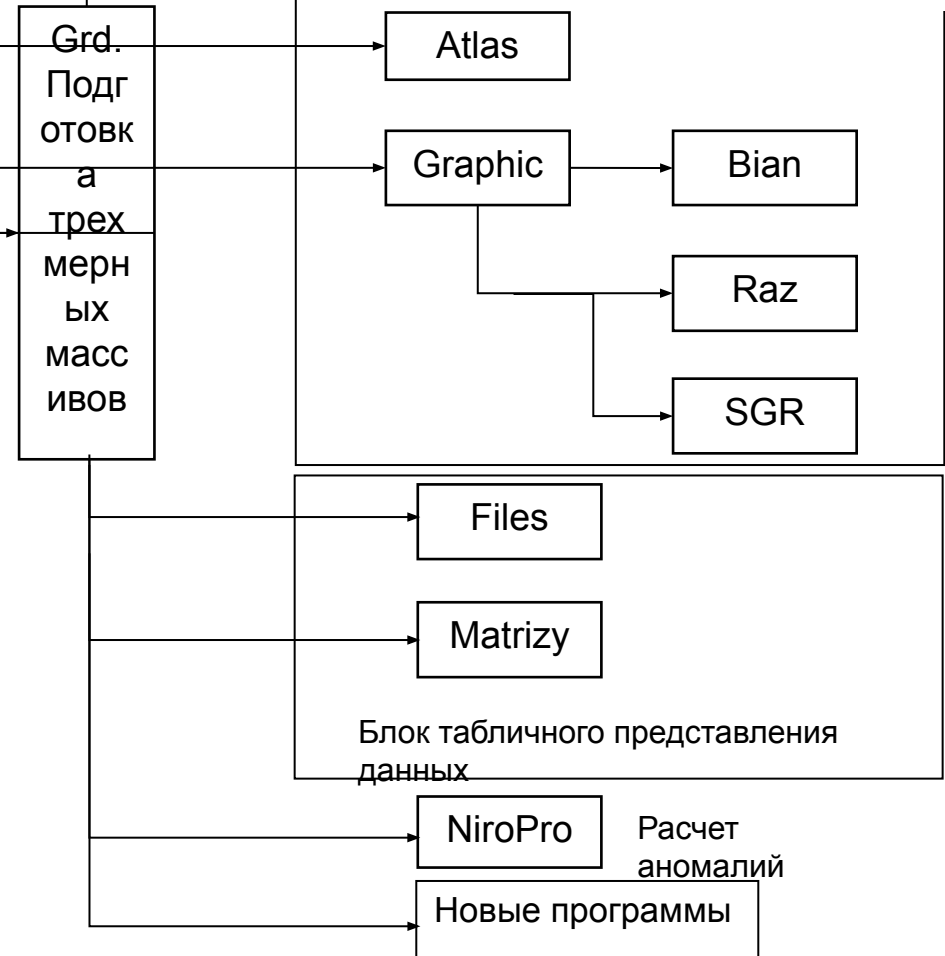 Grd.
Подг
отовк
а
трех
мерн
ых
масс
ивов
Atlas
Graphic
Bian
Raz
SGR
Files
Matrizy
Блок табличного представления
данных
NiroPro
Расчет
аномалий
Новые программы